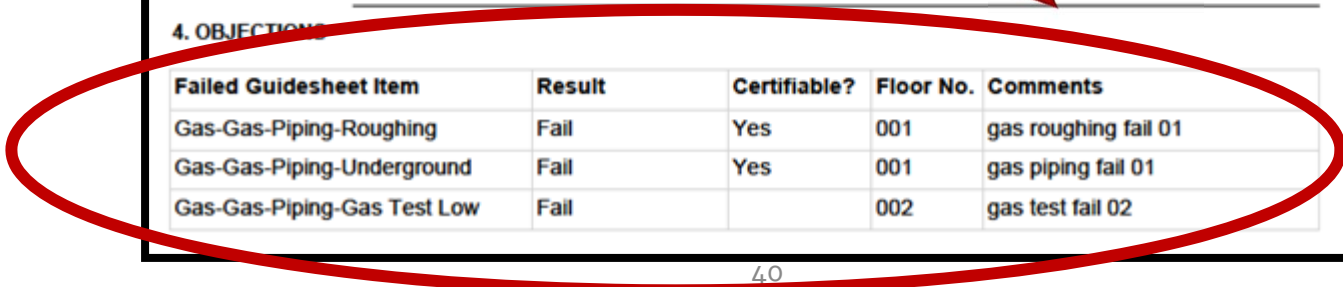 4. OBJECTIONS
Failed Guidesheet Item Result Certifiable? Floor No. Comments
Gas-Gas-Piping-Roughing Fail Yes 001 gas roughing fail 01
Gas-Gas-Piping-Underground Fail Yes 001 gas piping fail 01
Gas-Gas-Piping-Gas Test Low Fail 002 gas test fail 02
40